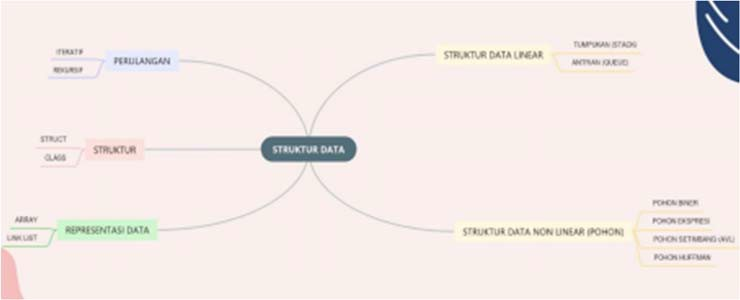 ITERATIF
REKURSIF
PERULANGAN
STRUCT
CLASS
STRUKTUR
ARRAY
LINK LIST
REPRESENTASI DATA
STRUKTUR DATA
STRUKTUR DATA LINEAR
TUMPUKAN (STACK)
ANTRIAN (QUEUE)
STRUKTUR DATA NON LINEAR (POHON)
POHON BINER
POHON EKSPRESI
POHON SETIMBANG (AVL)
POHON HUFFMAN